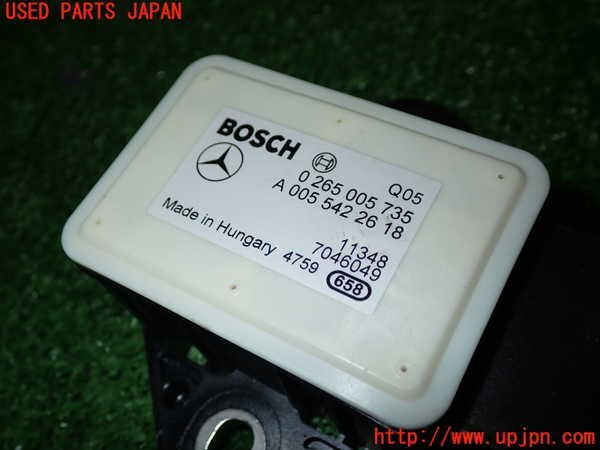 USED PARTS JAPAN
BOSCH
Q05
0 265 005 735
A 005 542 26 18
11348
7046049
Made in Hungary 4759
658
http://www.upjpn.com/